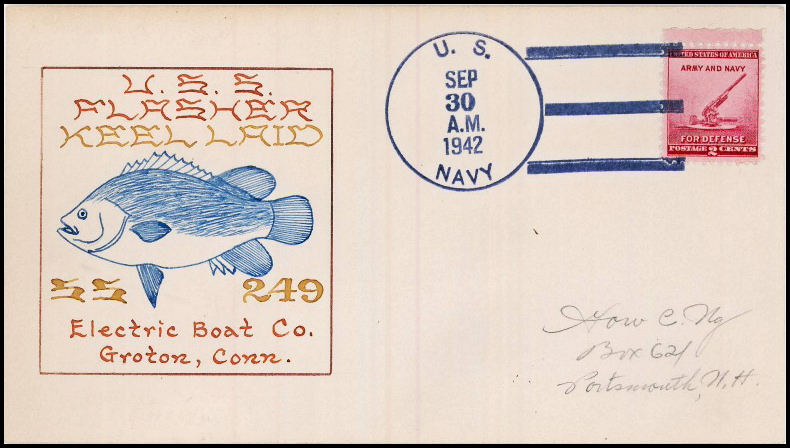 U. S. S.
FLASHER
KEEL LAID
SS 249
Electric Boat Co.
Groton, Conn.
U. S.
SEP
30
A.M.
1942
NAVY
UNITED STATES OF AMERICA
ARMY AND NAVY
FOR DEFENSE
POSTAGE 2 CENTS
How C. Ng
Box 621
Portsmouth, N.H.